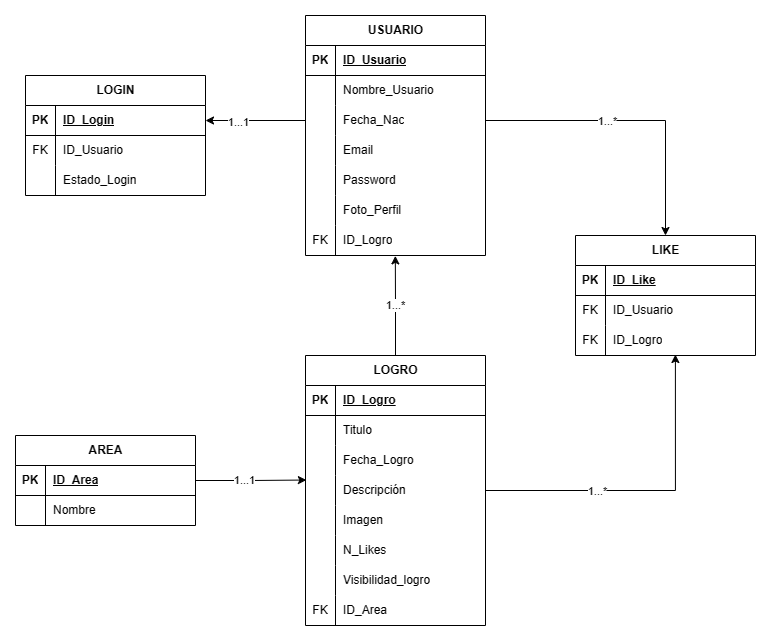 USUARIO
PK ID_Usuario
Nombre_Usuario
Fecha_Nac
Email
Password
Foto_Perfil
FK ID_Logro
LOGIN
PK ID_Login
FK ID_Usuario
Estado_Login
1...1
1...*
LIKE
PK ID_Like
FK ID_Usuario
FK ID_Logro
1...*
LOGRO
PK ID_Logro
Titulo
Fecha_Logro
Descripción
Imagen
N_Likes
Visibilidad_logro
FK ID_Area
AREA
PK ID_Area
Nombre
1...1
1...*